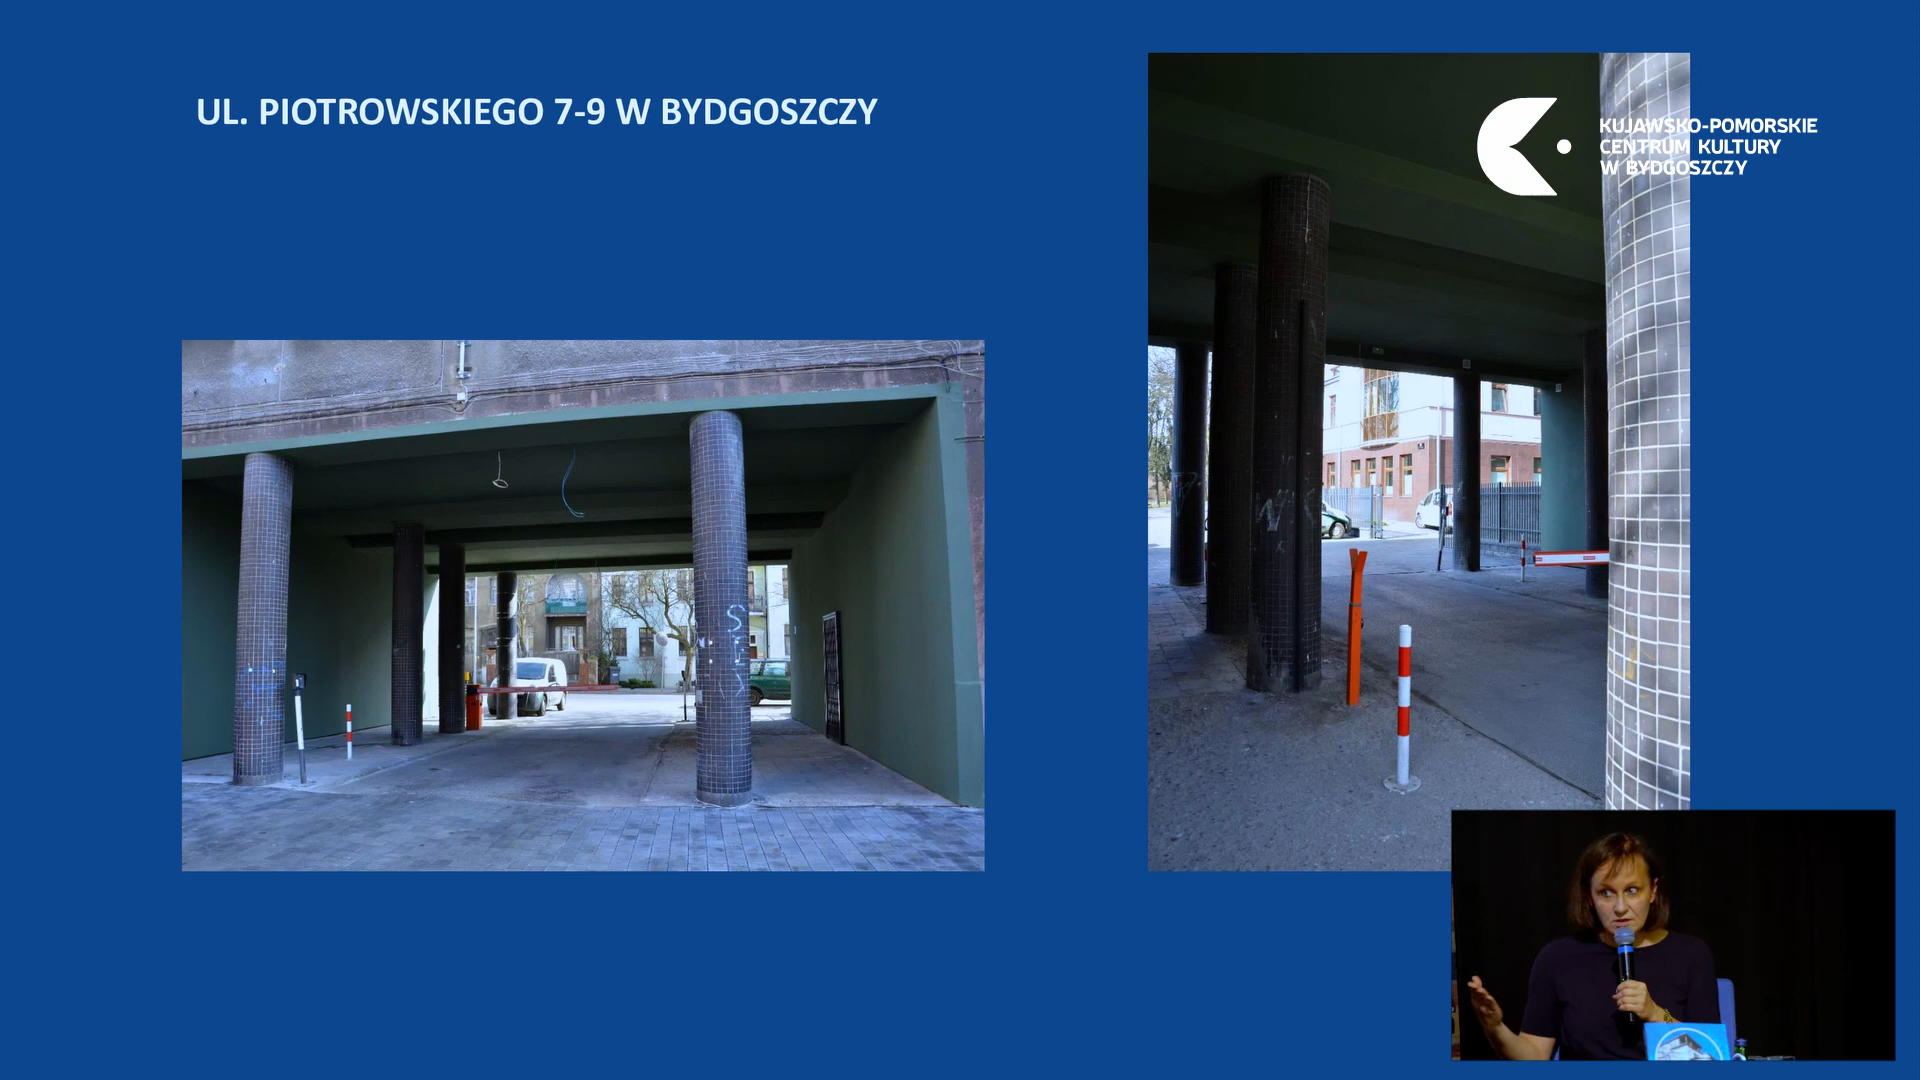 UL. PIOTROWSKIEGO 7-9 W BYDGOSZCZY
KUJAWSKO-POMORSKIE
CENTRUM KULTURY
W BYDGOSZCZY